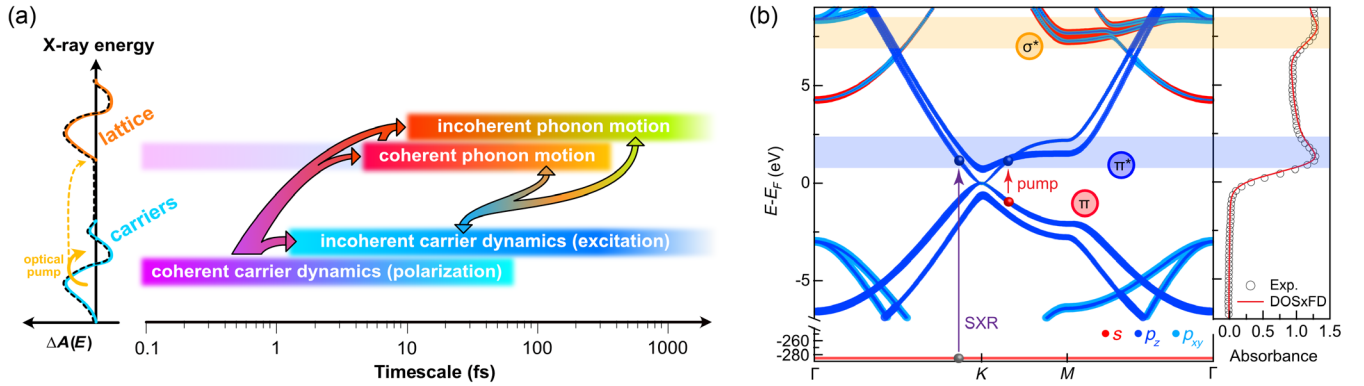 (a)
X-ray energy
lattice
carriers
optical
pump
ΔA(E)
incoherent phonon motion
coherent phonon motion
incoherent carrier dynamics (excitation)
coherent carrier dynamics (polarization)
0.1
1
10
100
1000
Timescale (fs)
(b)
E-E_F (eV)
5
0
-5
-260
-280
σ*
π*
π
pump
SXR
s
p_z
p_xy
Γ
K
M
Γ
Exp.
DOSxFD
0.0
0.5
1.0
1.5
Absorbance